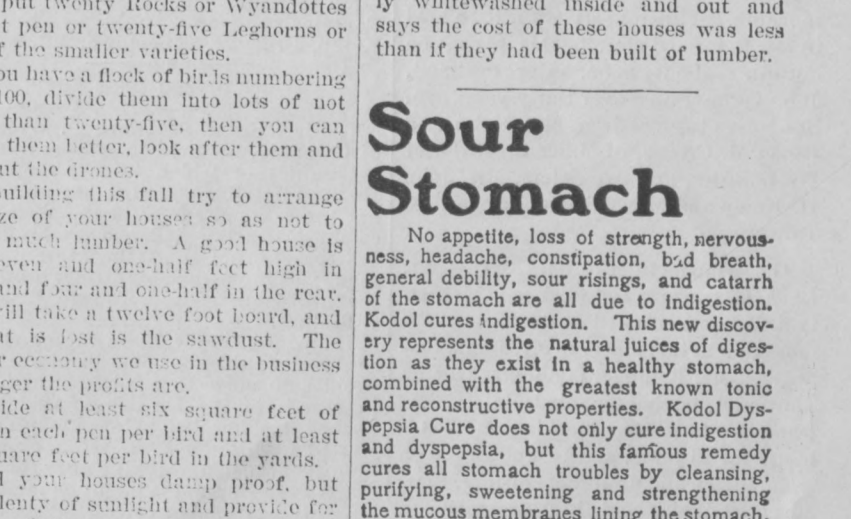 put twenty Rocks or Wyandottes
t pen or twenty-five Leghorns or
f the smaller varieties.
ou have a flock of birds numbering
100, divide them into lots of not
than twenty-five, then you can
them better, look after them and
ut the drones.
uilding this fall try to arrange
ze of your houses so as not to
much lumber. A good house is
even and one-half feet high in
and four and one-half in the rear.
ill take a twelve foot board, and
at is lost is the sawdust. The
r economy we use in the business
ger the profits are.
ide at least six square feet of
n each pen per bird and at least
uare feet per bird in the yards.
d your houses damp proof, but
lenty of sunlight and provide for
ly whitewashed inside and out and
says the cost of these houses was less
than if they had been built of lumber.
Sour
Stomach
No appetite, loss of strength, nervous-
ness, headache, constipation, bad breath,
general debility, sour risings, and catarrh
of the stomach are all due to indigestion.
Kodol cures indigestion. This new discov-
ery represents the natural juices of diges-
tion as they exist in a healthy stomach,
combined with the greatest known tonic
and reconstructive properties. Kodol Dys-
pepsia Cure does not only cure indigestion
and dyspepsia, but this famous remedy
cures all stomach troubles by cleansing,
purifying, sweetening and strengthening
the mucous membranes lining the stomach.